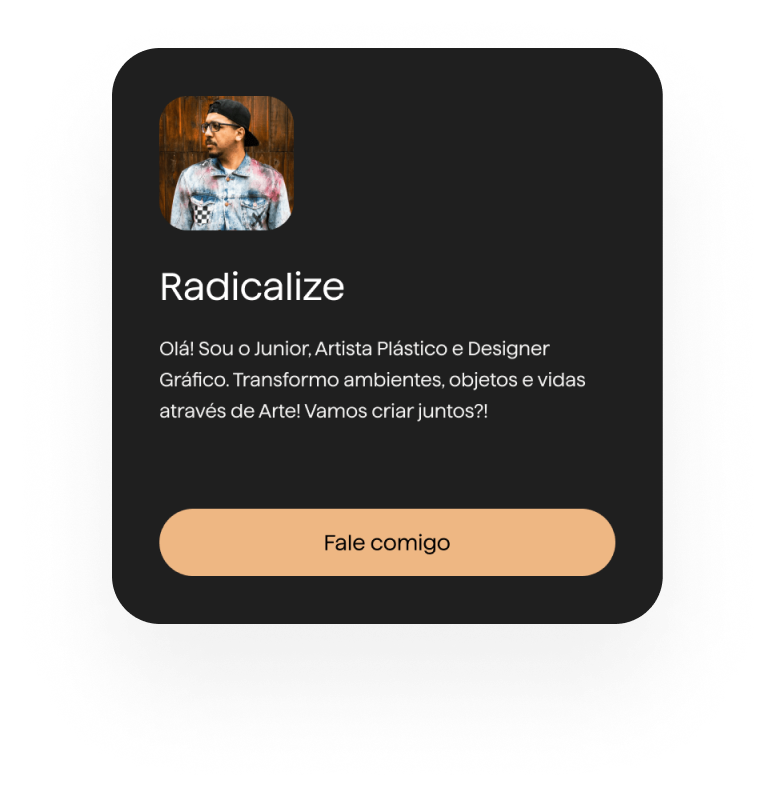 Radicalize
Olá! Sou o Junior, Artista Plástico e Designer
Gráfico. Transformo ambientes, objetos e vidas
através de Arte! Vamos criar juntos?!
Fale comigo